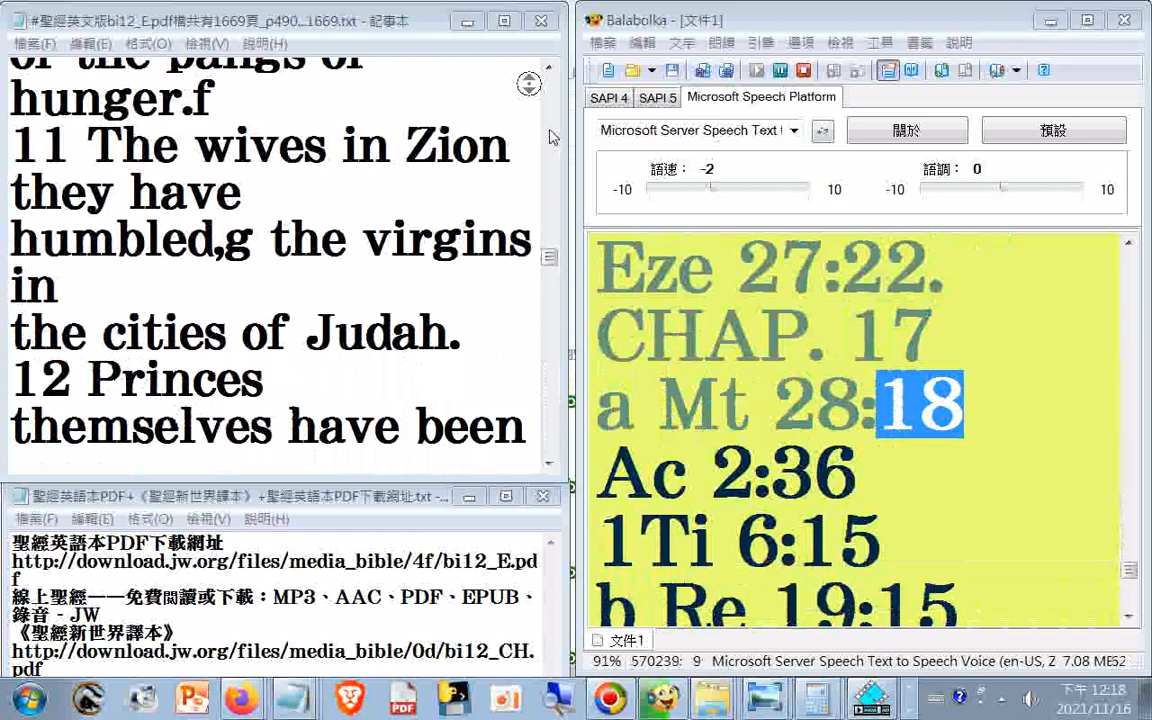 #聖經英文版bi12_E.pdf橫共有1669頁_p490...1669.txt - 記事本
檔案(F) 編輯(E) 格式(O) 檢視(V) 說明(H)
of the pangs of
hunger.f
11 The wives in Zion
they have
humbled,g the virgins
in
the cities of Judah.
12 Princes
themselves have been
聖經英語本PDF+《聖經新世界譯本》+聖經英語本PDF下載網址.txt - ...
檔案(F) 編輯(E) 格式(O) 檢視(V) 說明(H)
聖經英語本PDF下載網址
http://download.jw.org/files/media_bible/4f/bi12_E.pd
f
線上聖經——免費閱讀或下載：MP3、AAC、PDF、EPUB、
錄音 - JW
《聖經新世界譯本》
http://download.jw.org/files/media_bible/0d/bi12_CH.
pdf
Balabolka - [文件1]
檔案 編輯 文字 朗讀 引擎 選項 檢視 工具 書籤 說明
SAPI 4 SAPI 5 Microsoft Speech Platform
Microsoft Server Speech Text 關於 預設
語速： -2 語調： 0
-10 10 -10 10
Eze 27:22.
CHAP. 17
a Mt 28:18
Ac 2:36
1Ti 6:15
b Re 19:15
文件1
91% 570239: 9 Microsoft Server Speech Text to Speech Voice (en-US, Z 7.08 ME
下午 12:18
2021/11/16